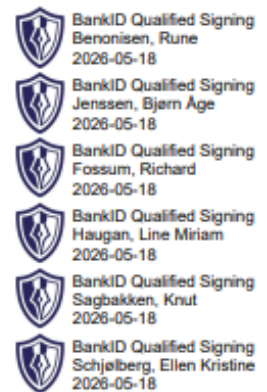 BankID Qualified Signing
Benonisen, Rune
2026-05-18
BankID Qualified Signing
Jenssen, Bjørn Åge
2026-05-18
BankID Qualified Signing
Fossum, Richard
2026-05-18
BankID Qualified Signing
Haugan, Line Miriam
2026-05-18
BankID Qualified Signing
Sagbakken, Knut
2026-05-18
BankID Qualified Signing
Schjølberg, Ellen Kristine
2026-05-18